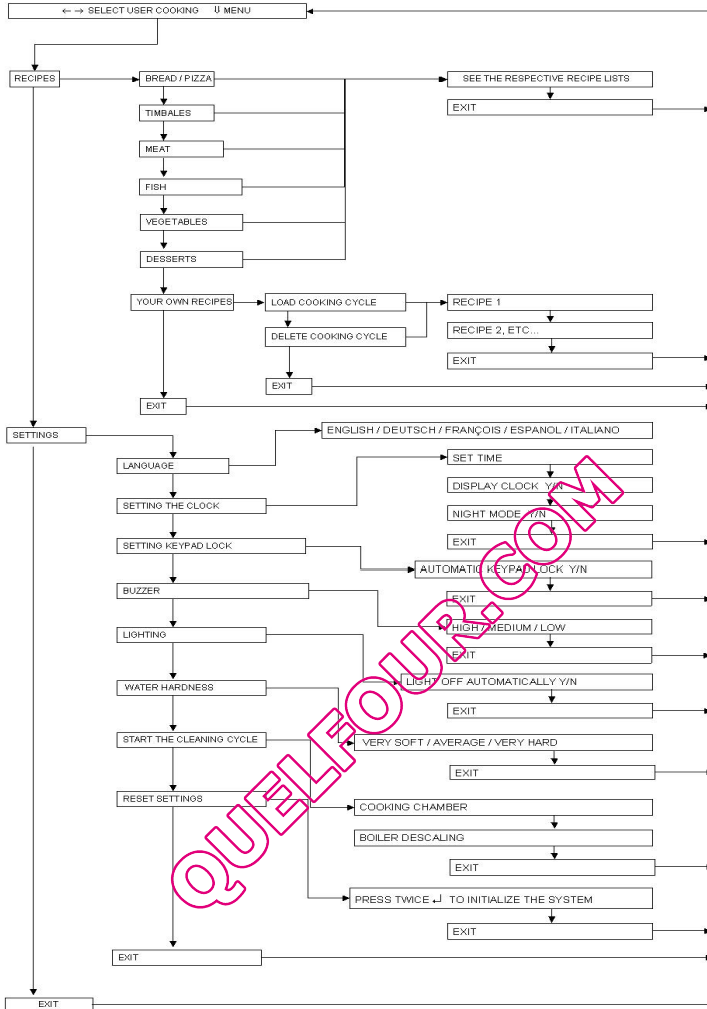 ← → SELECT USER COOKING ⇓ MENU
RECIPES
BREAD / PIZZA
SEE THE RESPECTIVE RECIPE LISTS
EXIT
TIMBALES
MEAT
FISH
VEGETABLES
DESSERTS
YOUR OWN RECIPES
LOAD COOKING CYCLE
RECIPE 1
RECIPE 2, ETC...
DELETE COOKING CYCLE
EXIT
EXIT
EXIT
SETTINGS
ENGLISH / DEUTSCH / FRANÇOIS / ESPANOL / ITALIANO
LANGUAGE
SET TIME
DISPLAY CLOCK Y/N
SETTING THE CLOCK
NIGHT MODE Y/N
EXIT
SETTING KEYPAD LOCK
AUTOMATIC KEYPAD LOCK Y/N
EXIT
BUZZER
HIGH / MEDIUM / LOW
EXIT
LIGHTING
LIGHT OFF AUTOMATICALLY Y/N
EXIT
WATER HARDNESS
VERY SOFT / AVERAGE / VERY HARD
EXIT
START THE CLEANING CYCLE
COOKING CHAMBER
BOILER DESCALING
EXIT
RESET SETTINGS
PRESS TWICE ↵ TO INITIALIZE THE SYSTEM
EXIT
EXIT
EXIT
QUELFOUR.COM